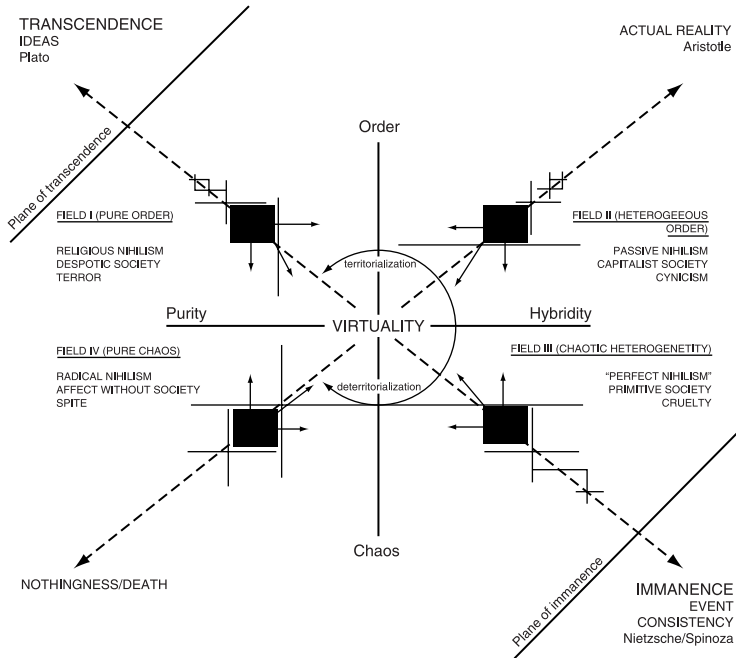 TRANSCENDENCE
IDEAS
Plato
ACTUAL REALITY
Aristotle
Plane of transcendence
Order
FIELD I (PURE ORDER)
RELIGIOUS NIHILISM
DESPOTIC SOCIETY
TERROR
FIELD II (HETEROGEEOUS
ORDER)
PASSIVE NIHILISM
CAPITALIST SOCIETY
CYNICISM
territorialization
Purity
VIRTUALITY
Hybridity
FIELD IV (PURE CHAOS)
RADICAL NIHILISM
AFFECT WITHOUT SOCIETY
SPITE
FIELD III (CHAOTIC HETEROGENETITY)
“PERFECT NIHILISM”
PRIMITIVE SOCIETY
CRUELTY
deterritorialization
Chaos
Plane of immanence
NOTHINGNESS/DEATH
IMMANENCE
EVENT
CONSISTENCY
Nietzsche/Spinoza